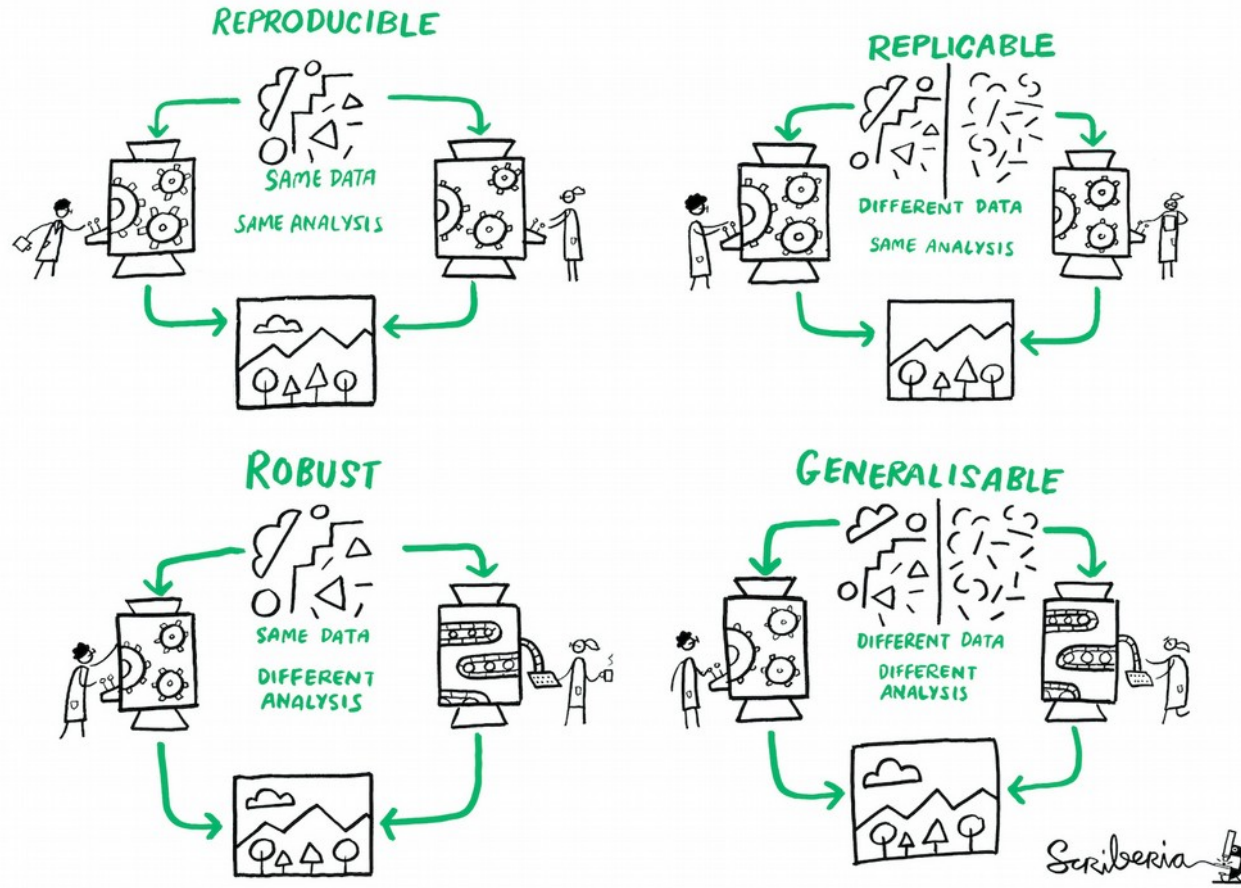 REPRODUCIBLE
SAME DATA
SAME ANALYSIS
REPLICABLE
DIFFERENT DATA
SAME ANALYSIS
ROBUST
SAME DATA
DIFFERENT
ANALYSIS
GENERALISABLE
DIFFERENT DATA
DIFFERENT
ANALYSIS
Scriberia